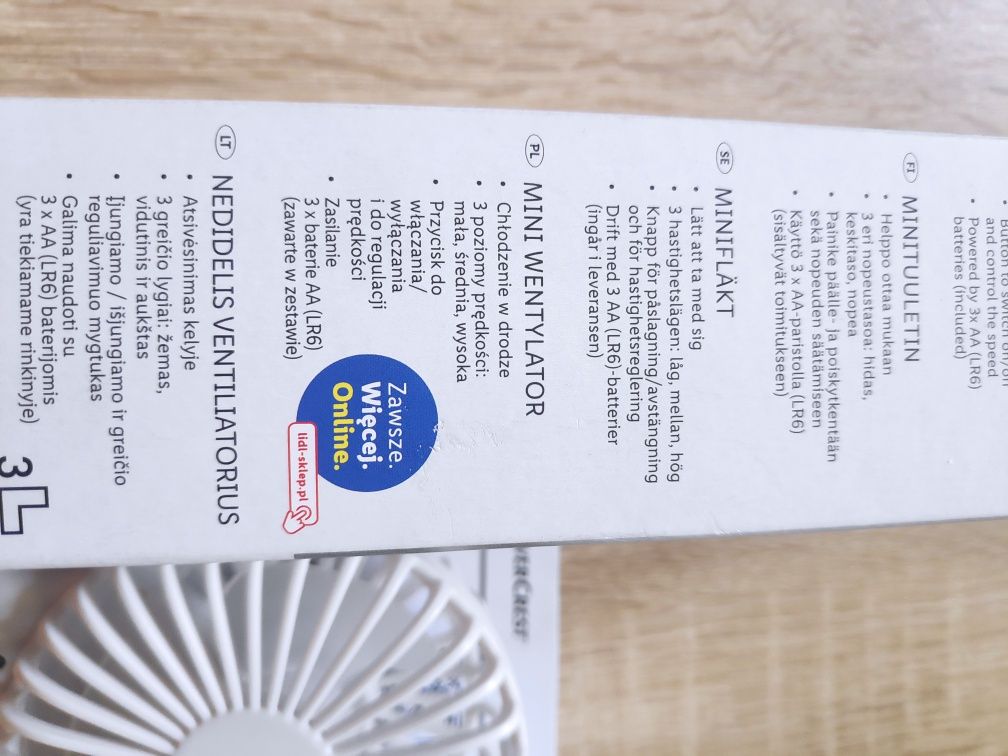 and control the speed
• Powered by 3x AA (LR6)
batteries (included)
FI MINITUULETIN
• Helppo ottaa mukaan
• 3 eri nopeustasoa: hidas,
keskitaso, nopea
• Painike päälle- ja poiskytkentään
sekä nopeuden säätämiseen
• Käyttö 3 x AA-paristolla (LR6)
(sisältyvät toimitukseen)
SE MINIFLÄKT
• Lätt att ta med sig
• 3 hastighetslägen: låg, mellan, hög
• Knapp för påslagning/avstängning
och för hastighetsreglering
• Drift med 3 AA (LR6)-batterier
(ingår i leveransen)
PL MINI WENTYLATOR
• Chłodzenie w drodze
• 3 poziomy prędkości:
mała, średnia, wysoka
• Przycisk do
włączania/
wyłączania
i do regulacji
prędkości
• Zasilanie
3 x baterie AA (LR6)
(zawarte w zestawie)
Zawsze.
Więcej.
Online.
lidl-sklep.pl
LT NEDIDELIS VENTILIATORIUS
• Atsivėsinimas kelyje
• 3 greičio lygiai: žemas,
vidutinis ir aukštas
• Įjungiamo / išjungiamo ir greičio
reguliavimuo mygtukas
• Galima naudoti su
3 x AA (LR6) baterijomis
(yra tiekiamame rinkinyje)
3